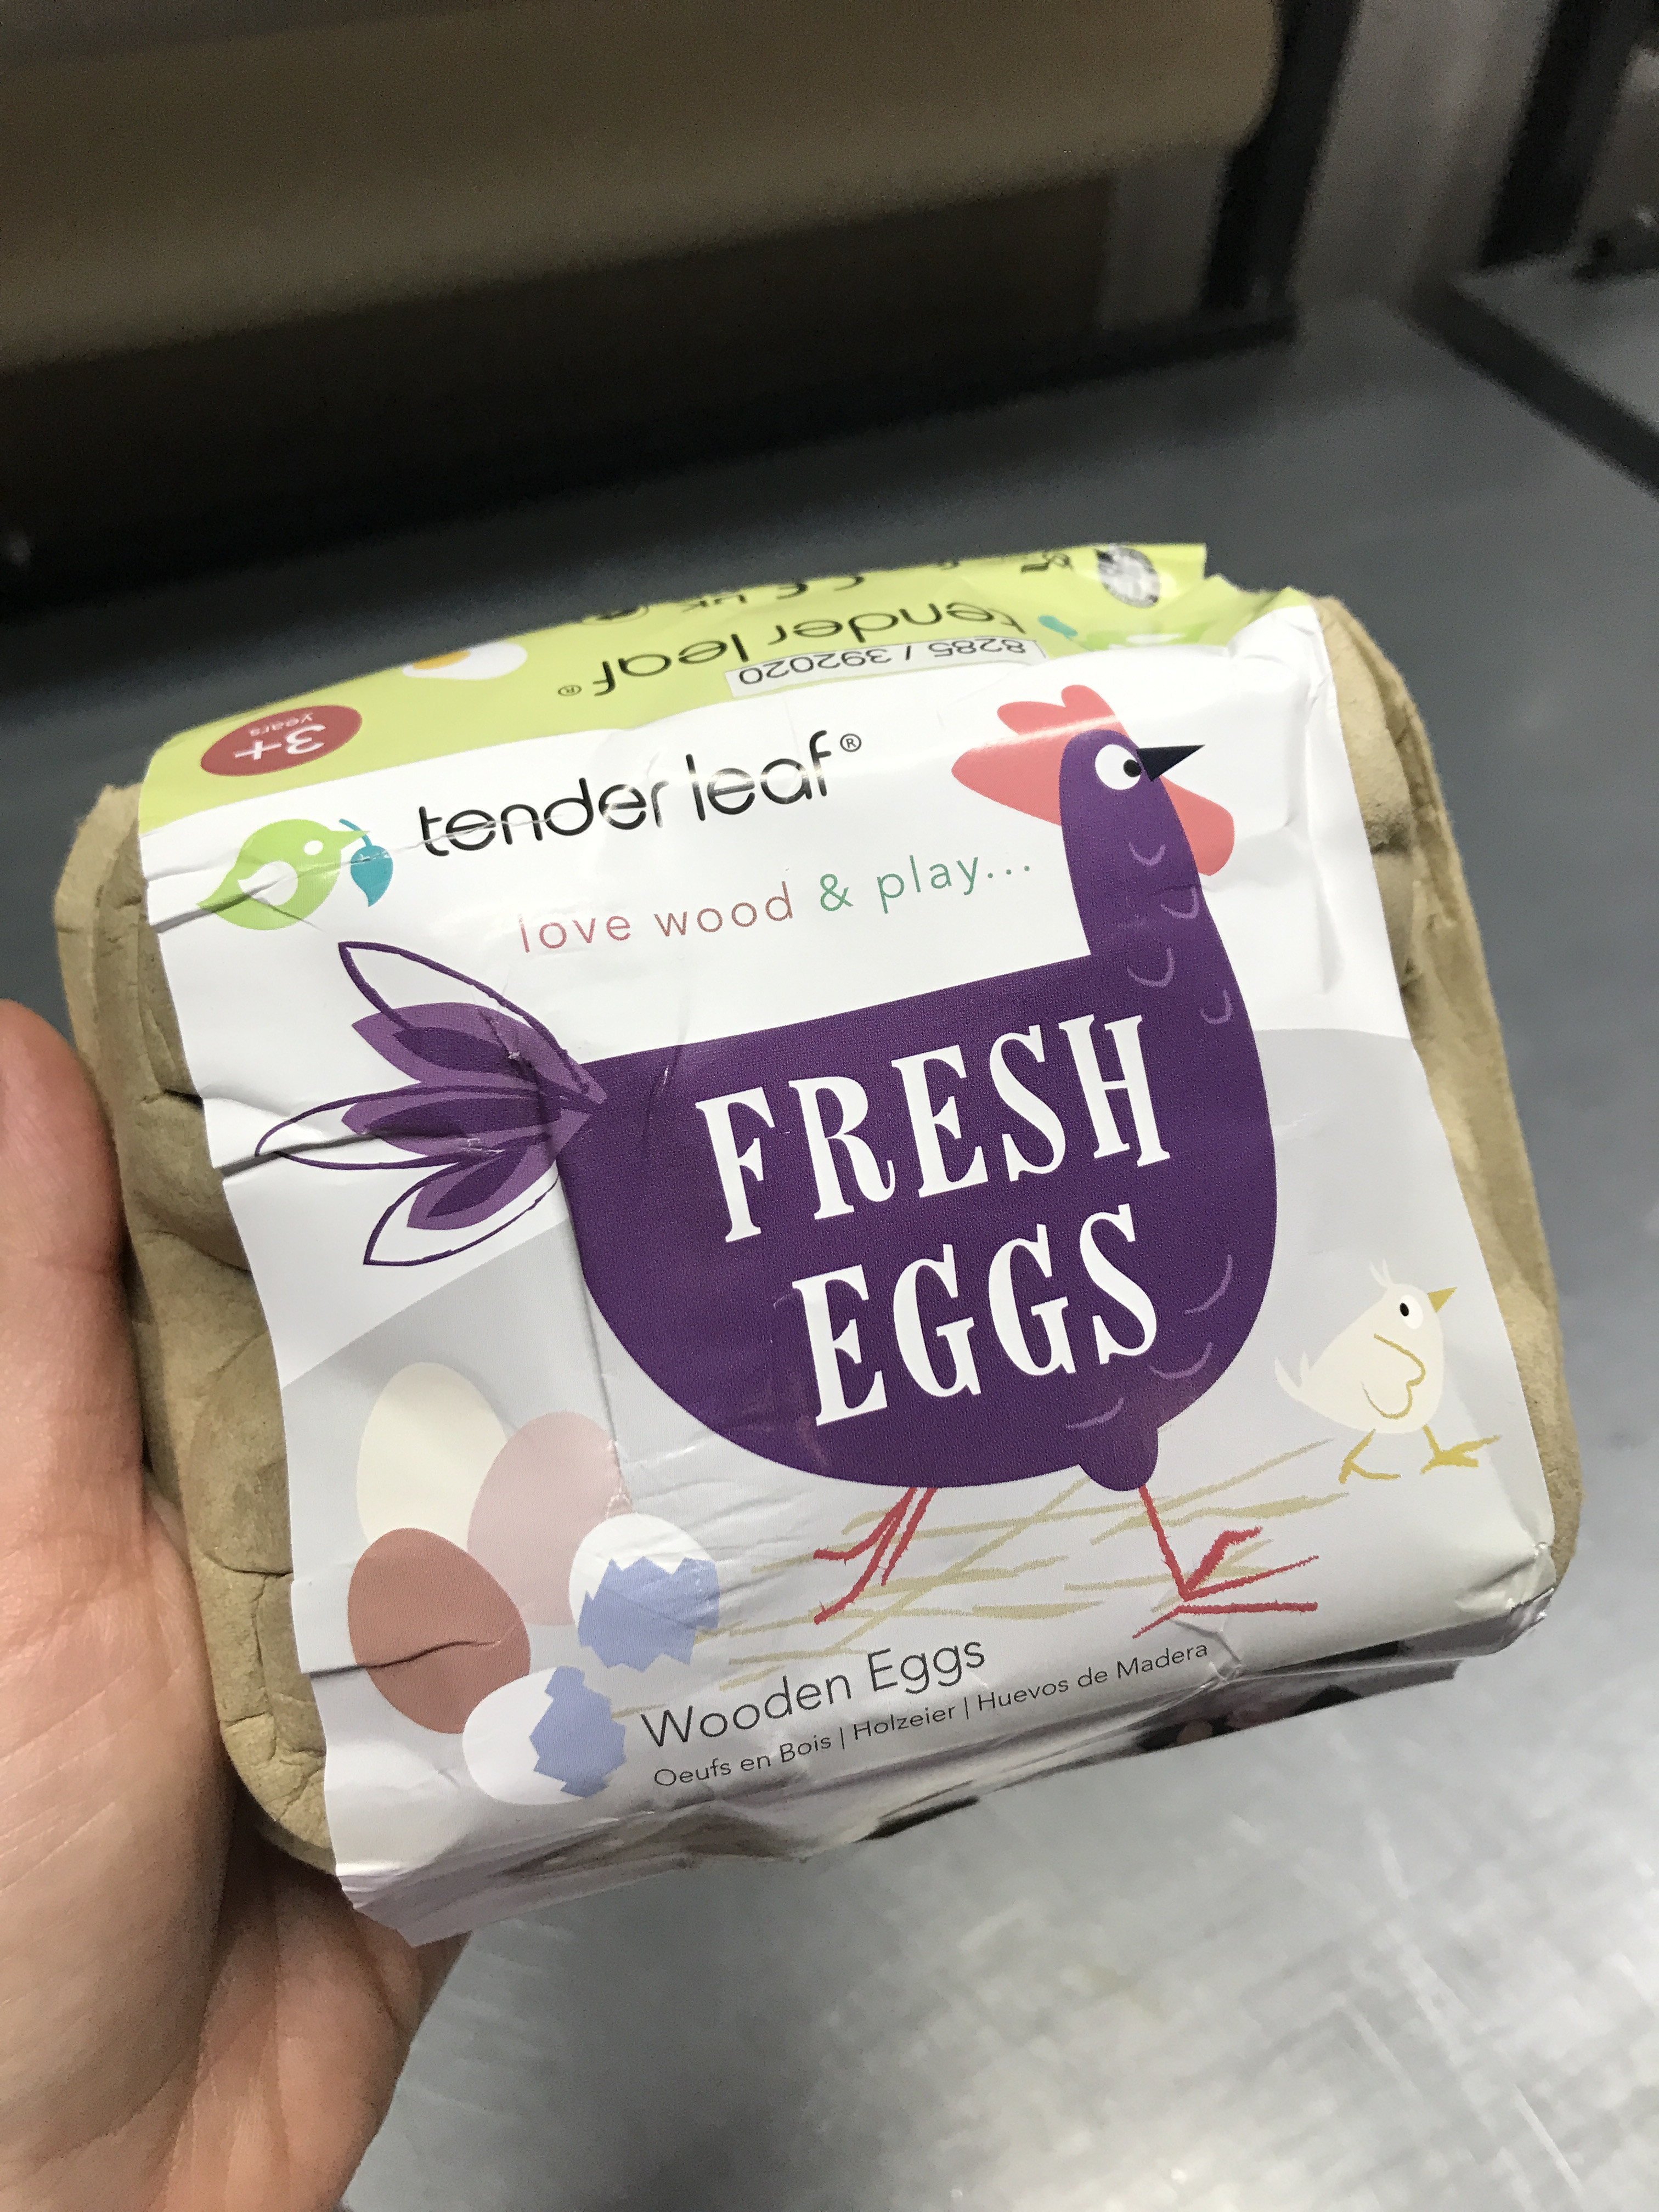 3+
years
tender leaf®
8285 / 392020
tender leaf®
love wood & play...
FRESH
EGGS
Wooden Eggs
Oeufs en Bois | Holzeier | Huevos de Madera